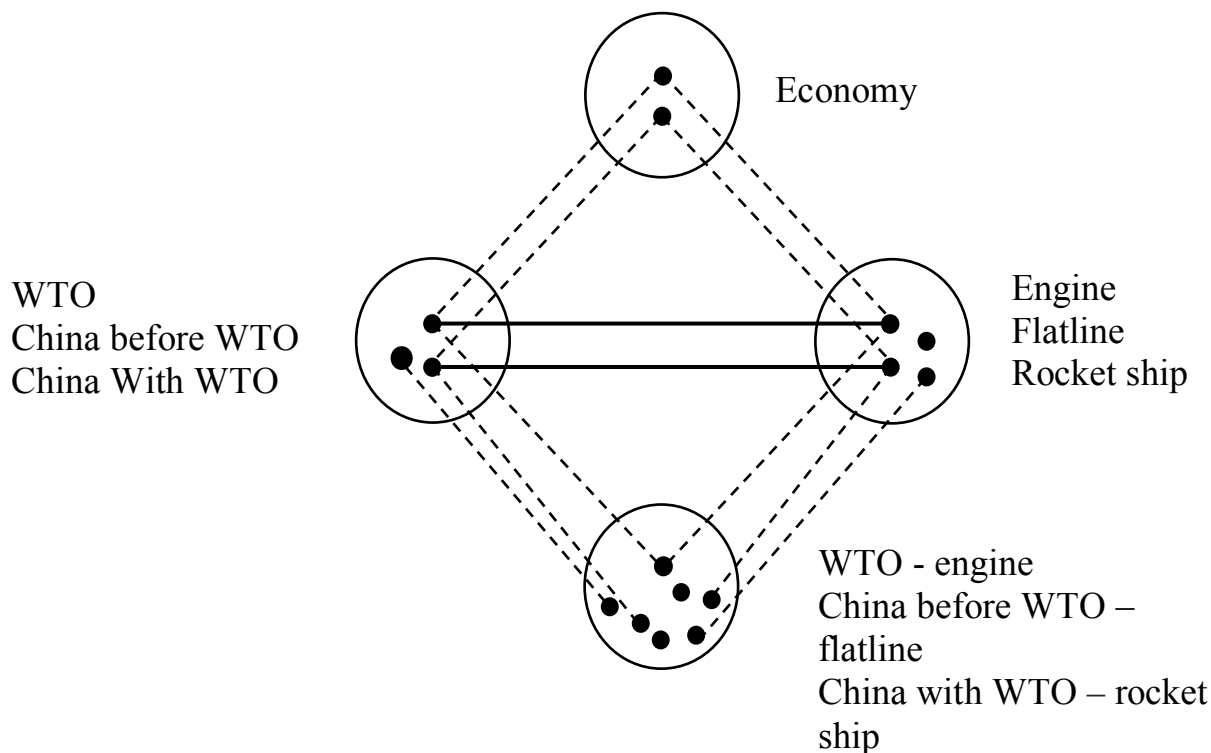 Economy
WTO
China before WTO
China With WTO
Engine
Flatline
Rocket ship
WTO - engine
China before WTO –
flatline
China with WTO – rocket
ship